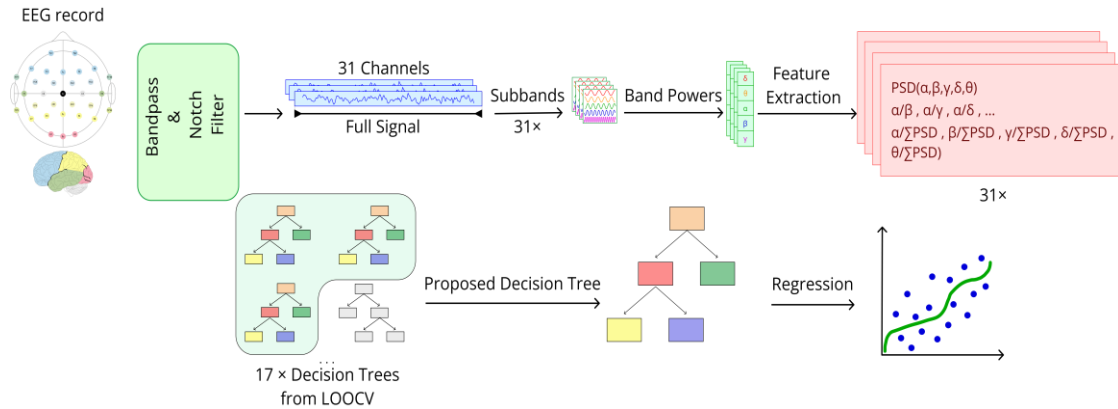 EEG record
Bandpass
&
Notch
Filter
31 Channels
Full Signal
Subbands
31×
Band Powers
δ
θ
α
β
γ
Feature
Extraction
PSD(α,β,γ,δ,θ)
α/β , α/γ , α/δ , ...
α/∑PSD , β/∑PSD , γ/∑PSD , δ/∑PSD ,
θ/∑PSD)
31×
...
17 × Decision Trees
from LOOCV
Proposed Decision Tree
Regression